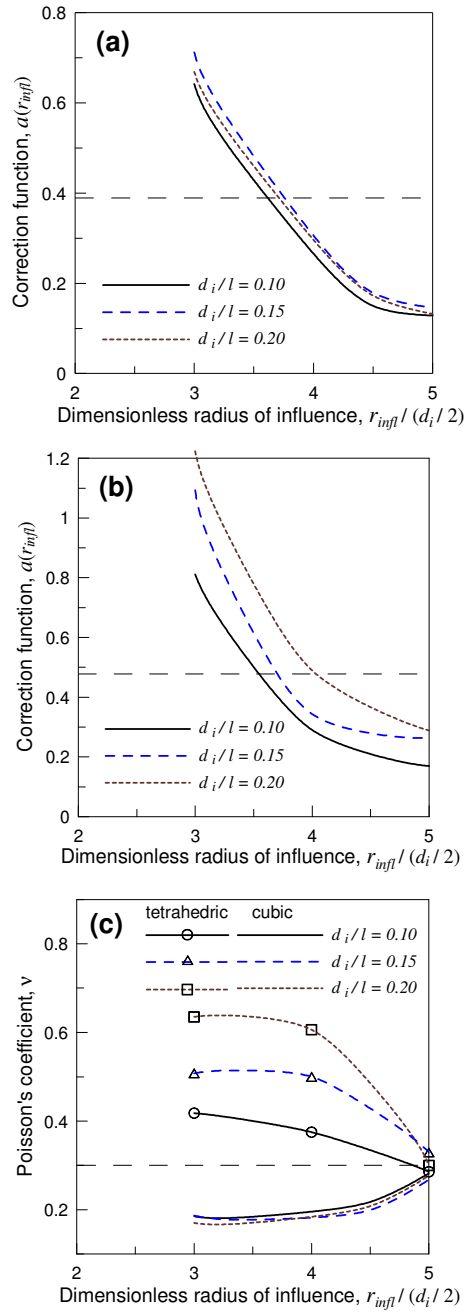 (a)
Correction function, a(r_infl)
0.8
0.6
0.4
0.2
0
d_i / l = 0.10
d_i / l = 0.15
d_i / l = 0.20
2 3 4 5
Dimensionless radius of influence, r_infl / (d_i / 2)
(b)
Correction function, a(r_infl)
1.2
1
0.8
0.6
0.4
0.2
0
d_i / l = 0.10
d_i / l = 0.15
d_i / l = 0.20
2 3 4 5
Dimensionless radius of influence, r_infl / (d_i / 2)
(c)
tetrahedric cubic
d_i / l = 0.10
d_i / l = 0.15
d_i / l = 0.20
Poisson's coefficient, ν
0.8
0.6
0.4
0.2
2 3 4 5
Dimensionless radius of influence, r_infl / (d_i / 2)